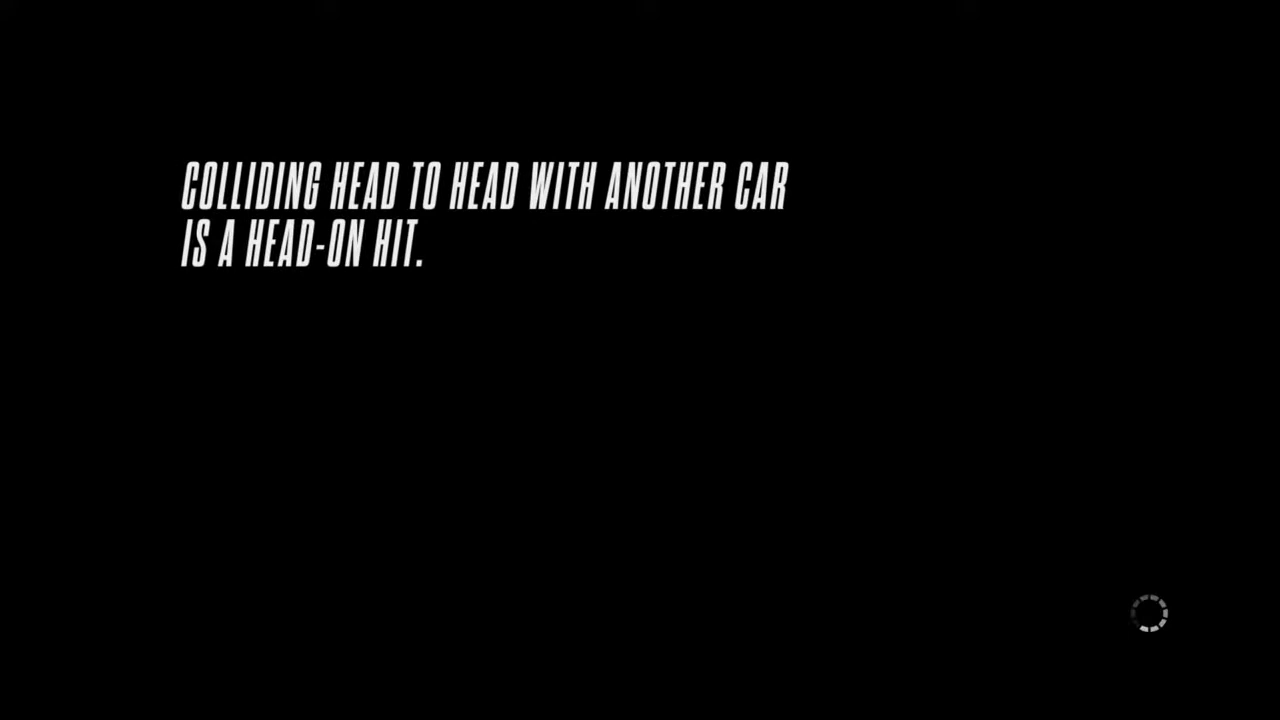 COLLIDING HEAD TO HEAD WITH ANOTHER CAR
IS A HEAD-ON HIT.